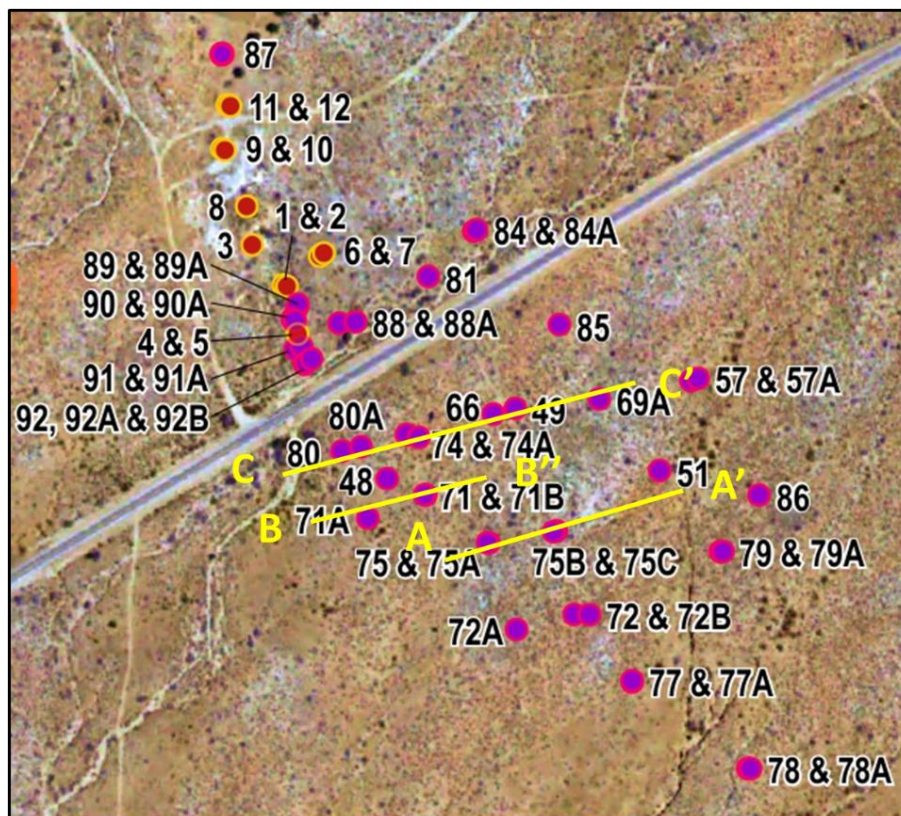 87
11 & 12
9 & 10
8
1 & 2
84 & 84A
3
6 & 7
89 & 89A
81
90 & 90A
88 & 88A
85
4 & 5
91 & 91A
57 & 57A
C'
92, 92A & 92B
80A
66
49
69A
80
74 & 74A
C
48
B''
51
A'
71 & 71B
86
71A
B
A
75 & 75A
75B & 75C
79 & 79A
72A
72 & 72B
77 & 77A
78 & 78A